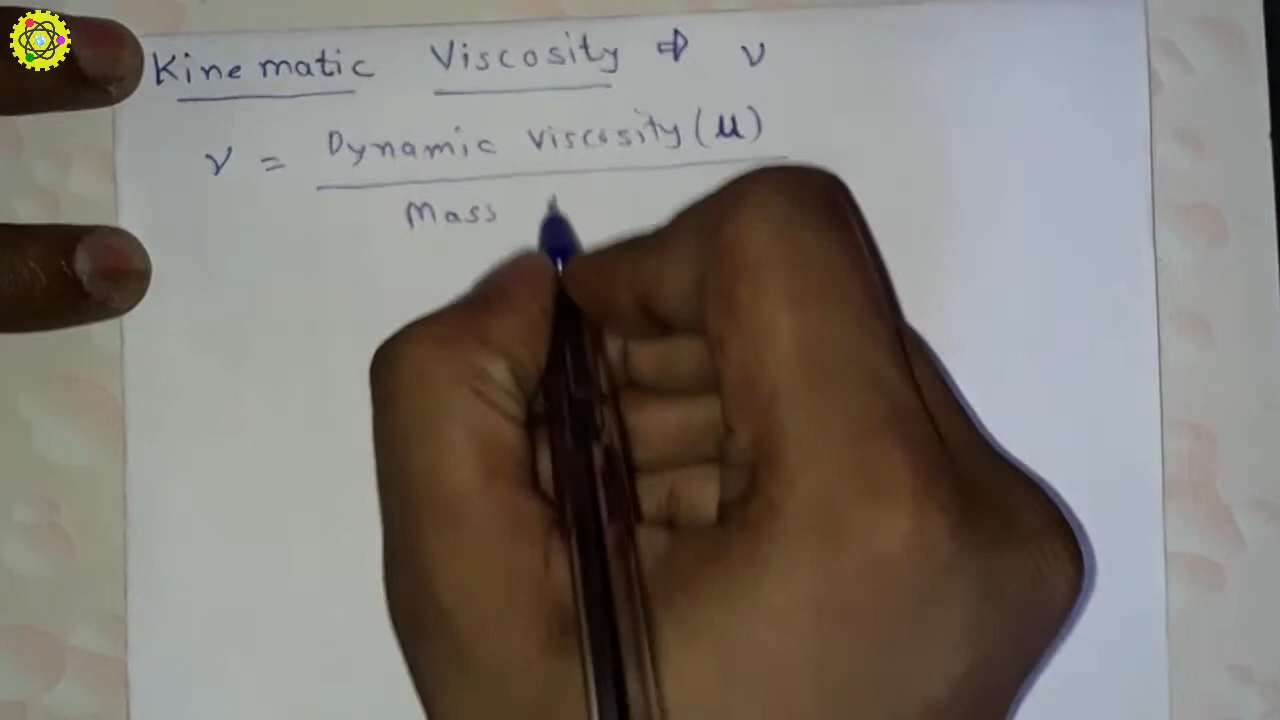 Kinematic Viscosity ⇒ ν
ν = Dynamic viscosity (μ)
Mass